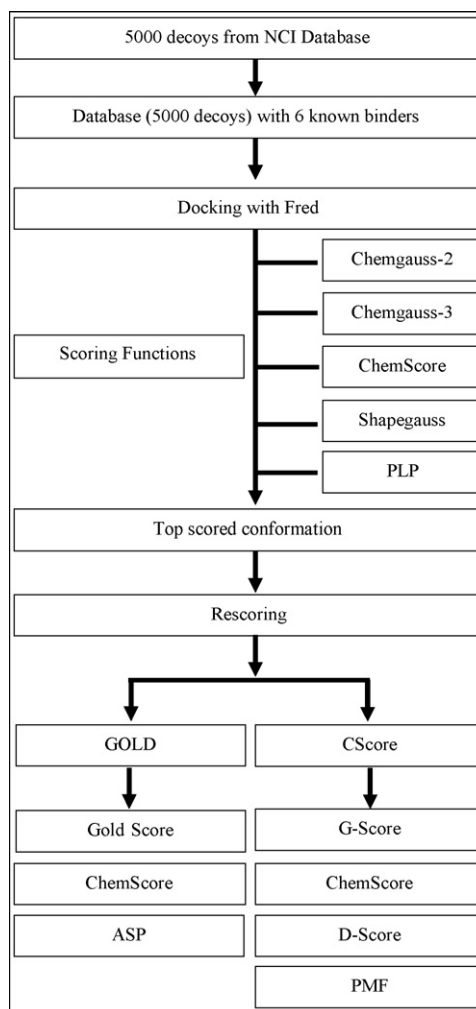 5000 decoys from NCI Database
Database (5000 decoys) with 6 known binders
Docking with Fred
Chemgauss-2
Chemgauss-3
Scoring Functions
ChemScore
Shapegauss
PLP
Top scored conformation
Rescoring
GOLD
CScore
Gold Score
G-Score
ChemScore
ChemScore
ASP
D-Score
PMF